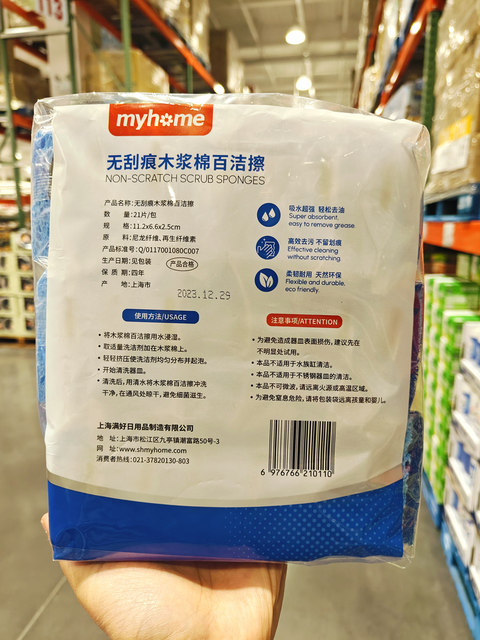 113
myhome
无刮痕木浆棉百洁擦
NON-SCRATCH SCRUB SPONGES
产品名称:无刮痕木浆棉百洁擦
数 量:21片/包
规 格:11.2x6.6x2.5cm
原 料:尼龙纤维、再生纤维素
产品标准号:Q/0117001080C007
生产日期:见包装 产品合格
保 质 期:四年
产 地:上海市
2023.12.29
吸水超强 轻松去油
Super absorbent,
easy to remove grease
高效去污 不留划痕
Effective cleaning
without scratching
柔韧耐用 天然环保
Flexible and durable,
eco friendly.
使用方法/USAGE
• 将木浆棉百洁擦用水浸湿。
• 取适量洗洁剂加在木浆棉上。
• 轻轻挤压使洗洁剂均匀分布并起泡。
• 开始清洗器皿。
• 清洗后,用清水将木浆棉百洁擦冲洗
干净,在通风处晾干,避免细菌滋生。
注意事项/ATTENTION
• 为避免造成器皿表面损伤,建议先在
不明显处试用。
• 本品不适用于水族缸的清洁。
• 本品不适用于不锈钢器皿的清洁。
• 本品不可微波,请远离火源或高温区域。
• 为避免窒息危险,请将包装袋远离孩童和婴儿。
上海满好日用品制造有限公司
地 址:上海市松江区九亭镇潮富路50号-3
网 址:www.shmyhome.com
消费者热线:021-37820130-803
6 976766 210110